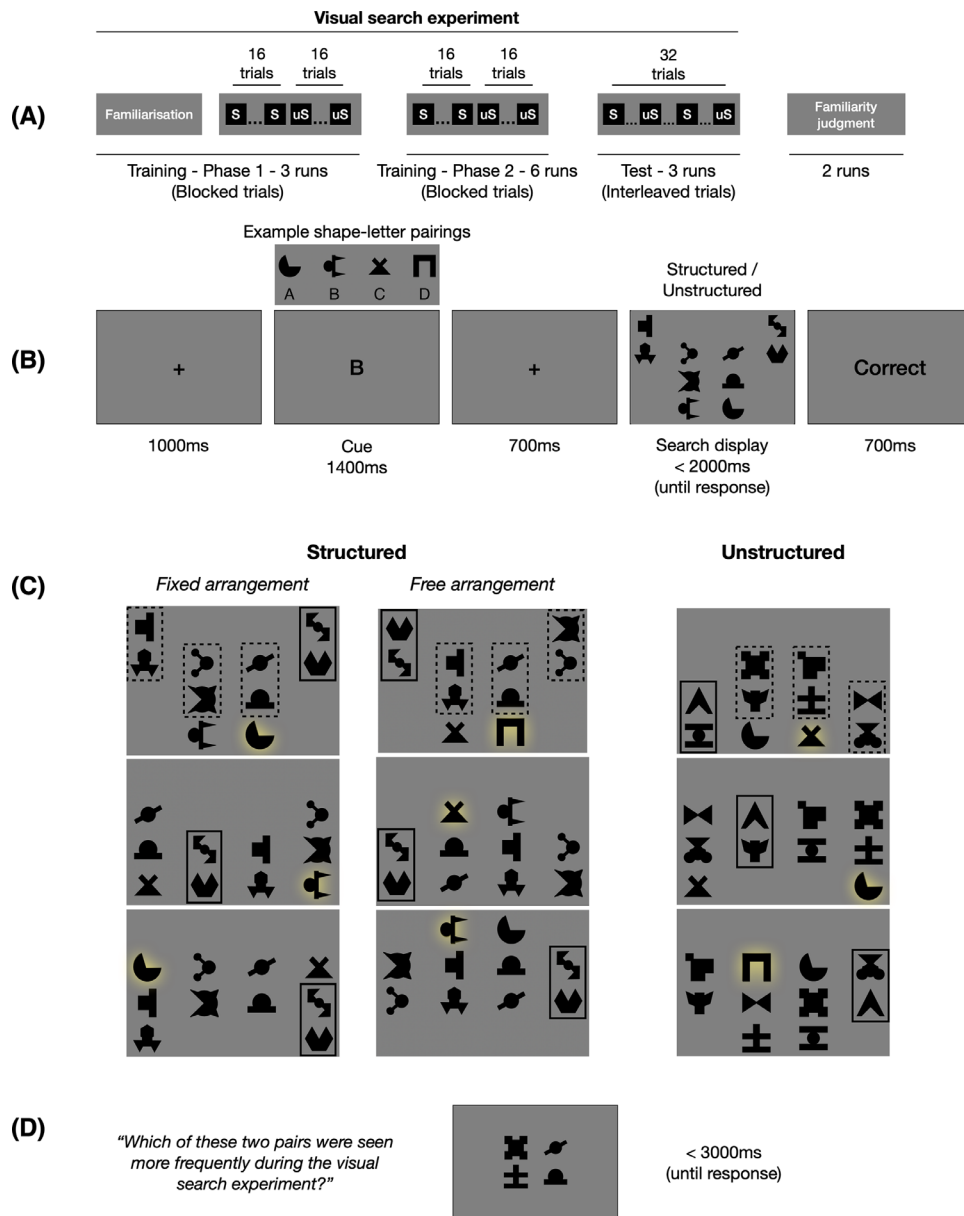 Visual search experiment
16
trials
16
trials
16
trials
16
trials
32
trials
(A)
Familiarisation
S ... S uS ... uS
S ... S uS ... uS
S ... uS ... S ... uS
Familiarity
judgment
Training - Phase 1 - 3 runs
(Blocked trials)
Training - Phase 2 - 6 runs
(Blocked trials)
Test - 3 runs
(Interleaved trials)
2 runs
Example shape-letter pairings
A B C D
Structured /
Unstructured
(B)
+
B
+
Correct
1000ms
Cue
1400ms
700ms
Search display
< 2000ms
(until response)
700ms
Structured
Unstructured
(C)
Fixed arrangement
Free arrangement
(D)
“Which of these two pairs were seen
more frequently during the visual
search experiment?”
< 3000ms
(until response)